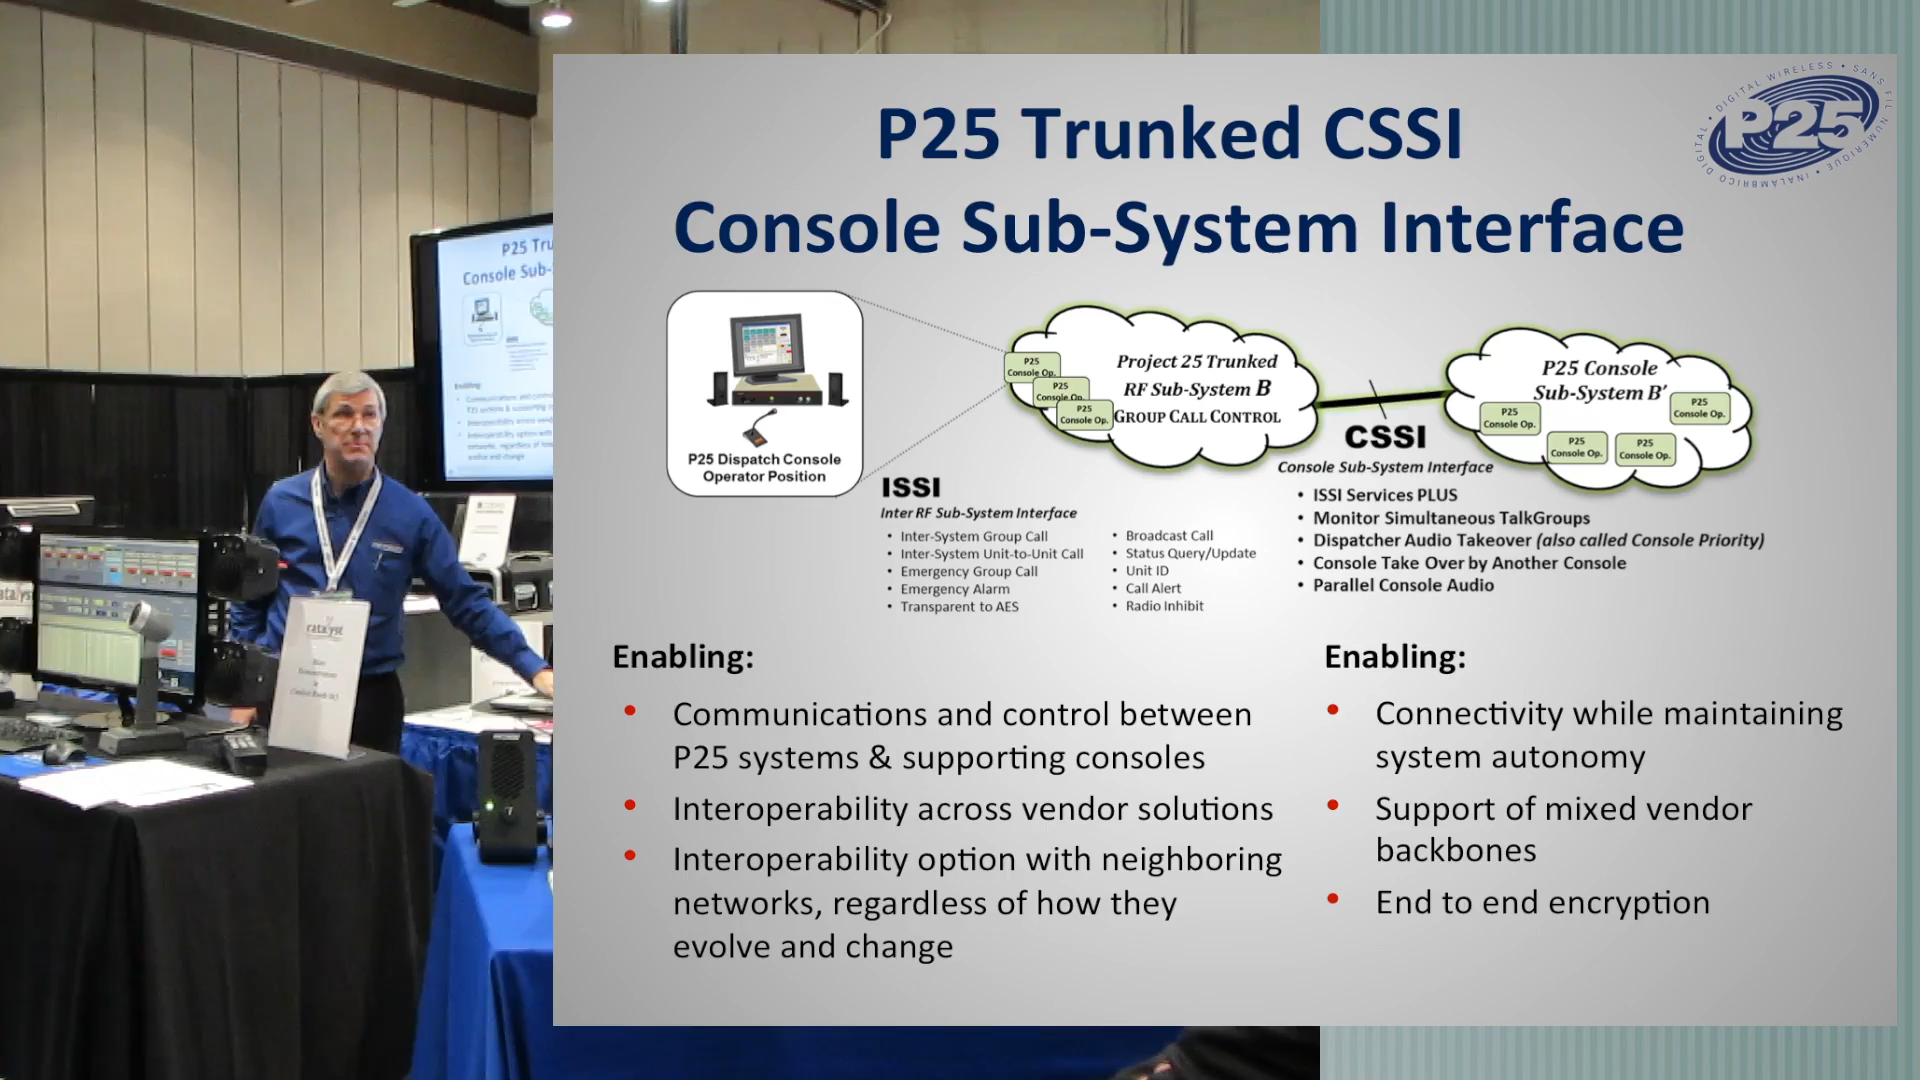 P25 Trunked CSSI
Console Sub-System Interface
DIGITAL WIRELESS • SANS FIL NUMÉRIQUE • INALÁMBRICO DIGITAL •
P25
P25 Dispatch Console
Operator Position
P25
Console Op.
P25
Console Op.
P25
Console Op.
Project 25 Trunked
RF Sub-System B
GROUP CALL CONTROL
CSSI
Console Sub-System Interface
P25 Console
Sub-System B'
P25
Console Op.
P25
Console Op.
P25
Console Op.
P25
Console Op.
ISSI
Inter RF Sub-System Interface
• Inter-System Group Call
• Inter-System Unit-to-Unit Call
• Emergency Group Call
• Emergency Alarm
• Transparent to AES
• Broadcast Call
• Status Query/Update
• Unit ID
• Call Alert
• Radio Inhibit
• ISSI Services PLUS
• Monitor Simultaneous TalkGroups
• Dispatcher Audio Takeover (also called Console Priority)
• Console Take Over by Another Console
• Parallel Console Audio
Enabling:
• Communications and control between
P25 systems & supporting consoles
• Interoperability across vendor solutions
• Interoperability option with neighboring
networks, regardless of how they
evolve and change
Enabling:
• Connectivity while maintaining
system autonomy
• Support of mixed vendor
backbones
• End to end encryption
P25 Tru
Console Sub-
Enabling:
catalyst